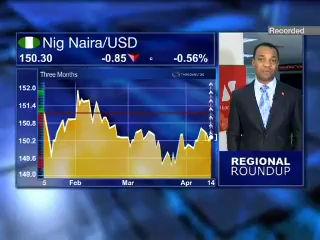 Recorded
Nig Naira/USD
150.30
-0.85
-0.56%
Three Months
152.0
151.4
150.8
150.2
149.6
149.0
5
Feb
Mar
Apr
14
REGIONAL
ROUNDUP